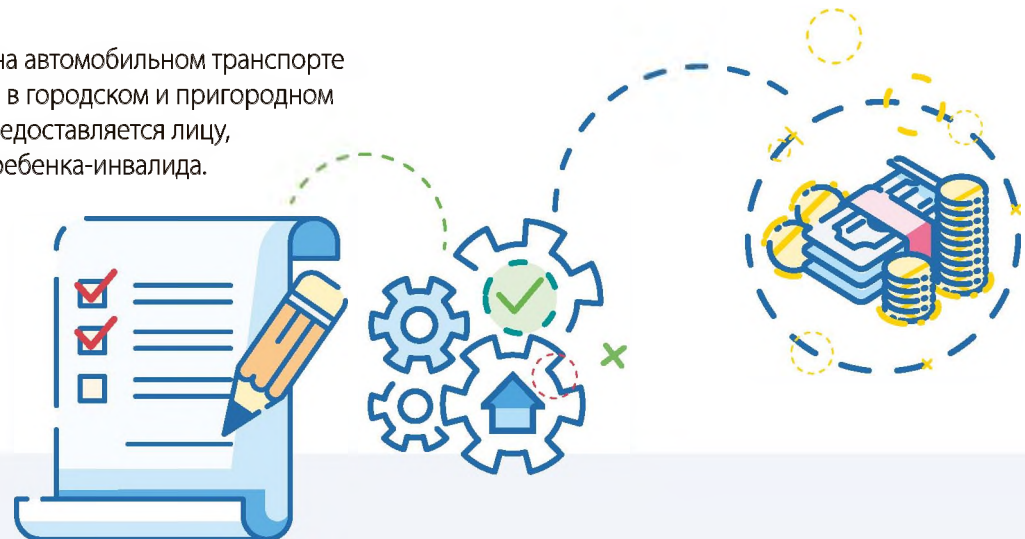 на автомобильном транспорте
в городском и пригородном
едоставляется лицу,
ребенка-инвалида.